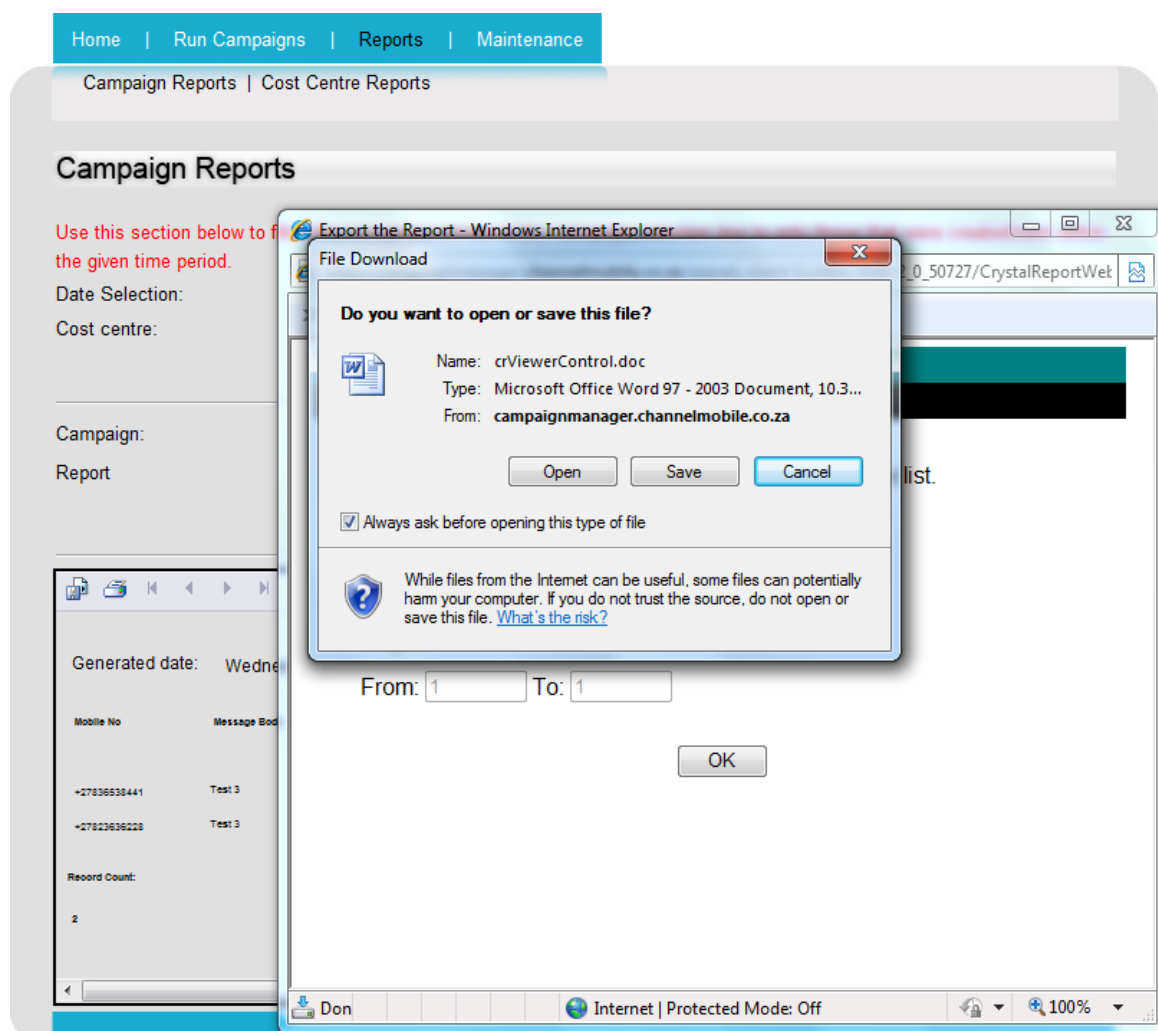 Home | Run Campaigns | Reports | Maintenance
Campaign Reports | Cost Centre Reports
Campaign Reports
Use this section below to
the given time period.
Date Selection:
Cost centre:
Campaign:
Report
Generated date:
Mobile No Message
+27836538441 Test 3
+27823636228 Test 3
Record Count:
2
Export the Report - Windows Internet Explorer
2_0_50727/CrystalReportWeb
File Download
Do you want to open or save this file?
Name: crViewerControl.doc
Type: Microsoft Office Word 97 - 2003 Document, 10.3...
From: campaignmanager.channelmobile.co.za
Open Save Cancel
list.
Always ask before opening this type of file
While files from the Internet can be useful, some files can potentially
harm your computer. If you do not trust the source, do not open or
save this file. What's the risk?
From: 1 To: 1
OK
Don Internet | Protected Mode: Off 100%